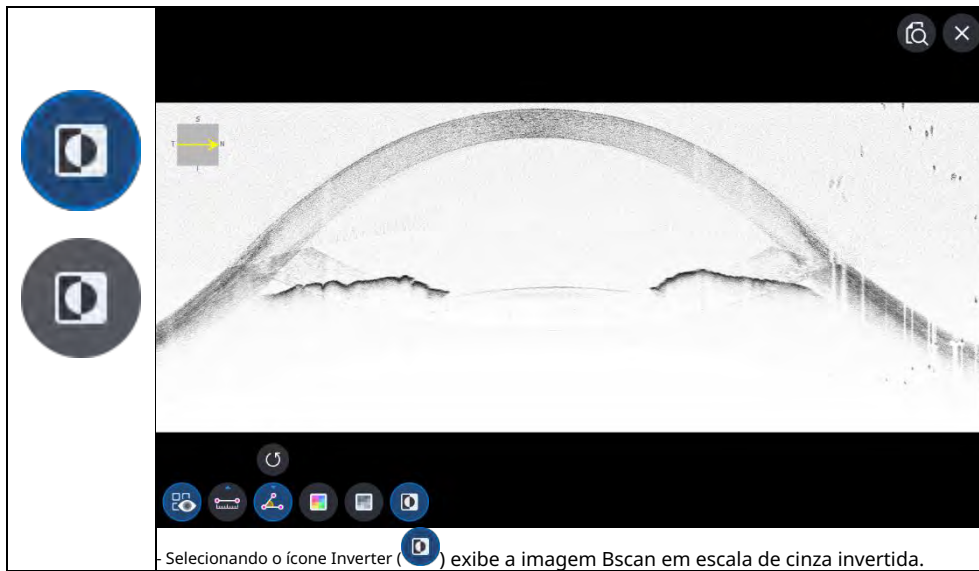 S
T N
I
- Selecionando o ícone Inverter ( ) exibe a imagem Bscan em escala de cinza invertida.